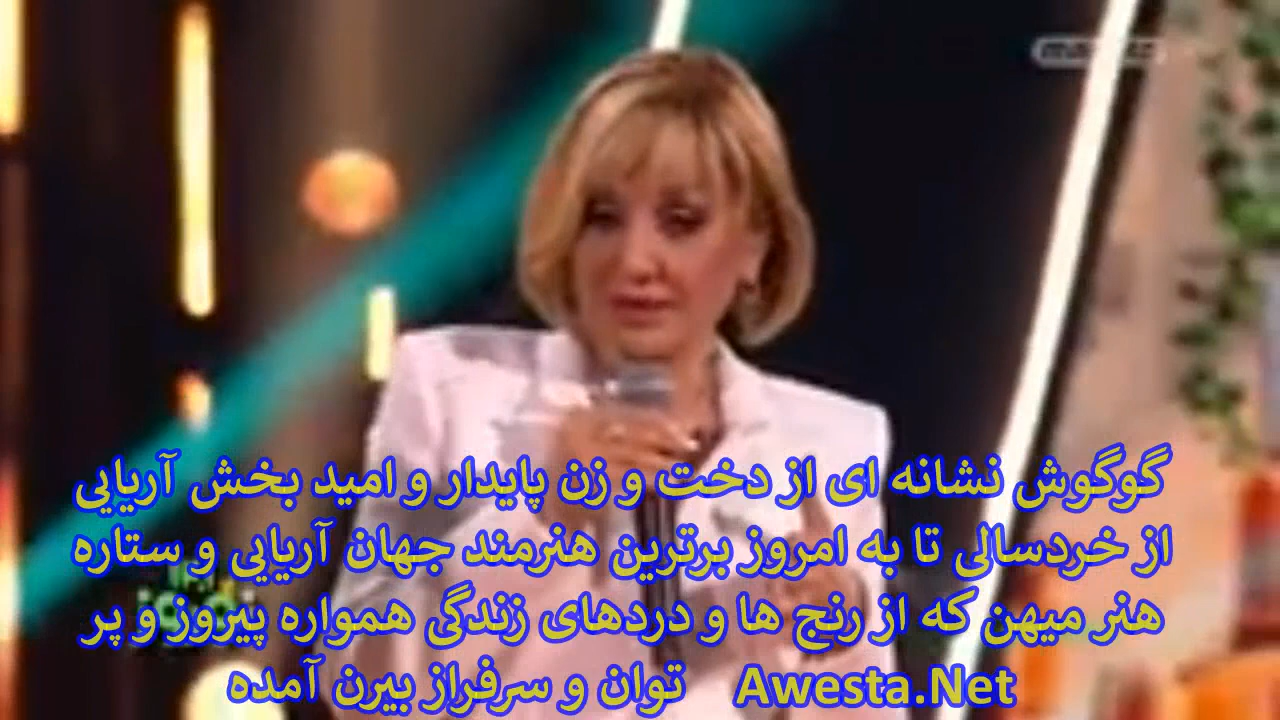 گوگوش نشانه ای از دخت و زن پایدار و امید بخش آریایی
از خردسالی تا به امروز برترین هنرمند جهان آریایی و ستاره
هنر میهن که از رنج ها و دردهای زندگی همواره پیروز و پر
توان و سرفراز بیرن آمده Awesta.Net